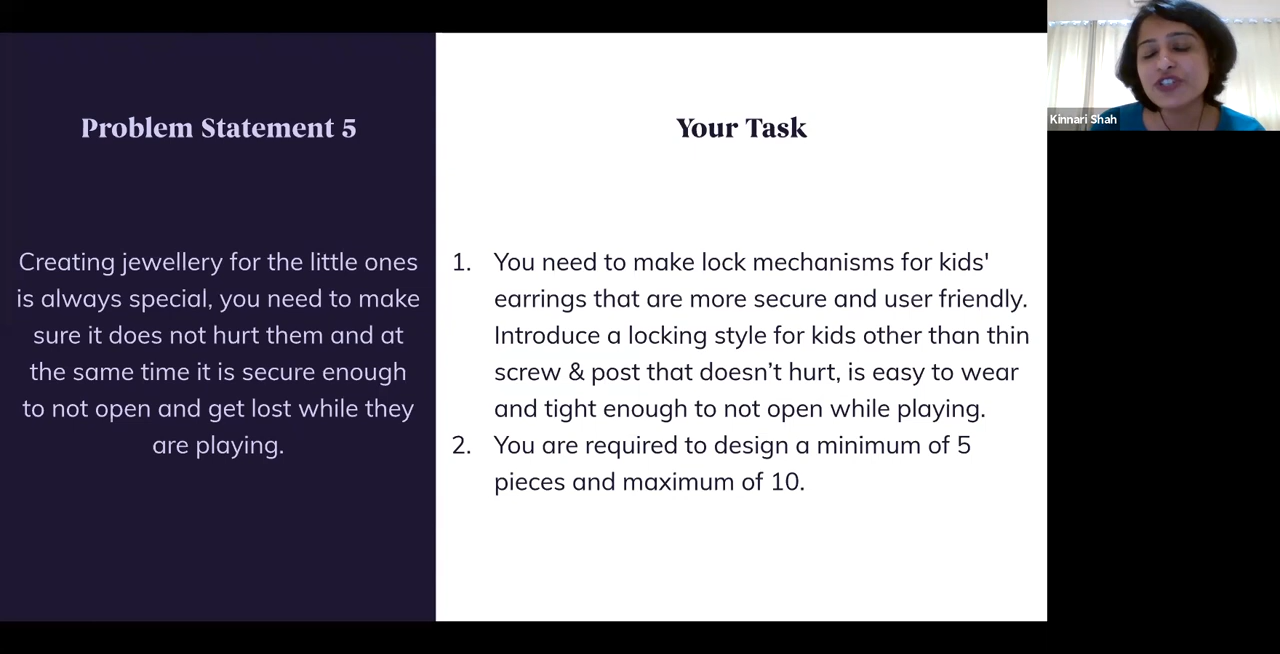 Problem Statement 5
Creating jewellery for the little ones
is always special, you need to make
sure it does not hurt them and at
the same time it is secure enough
to not open and get lost while they
are playing.
Your Task
1. You need to make lock mechanisms for kids'
earrings that are more secure and user friendly.
Introduce a locking style for kids other than thin
screw & post that doesn’t hurt, is easy to wear
and tight enough to not open while playing.
2. You are required to design a minimum of 5
pieces and maximum of 10.
Kinnari Shah